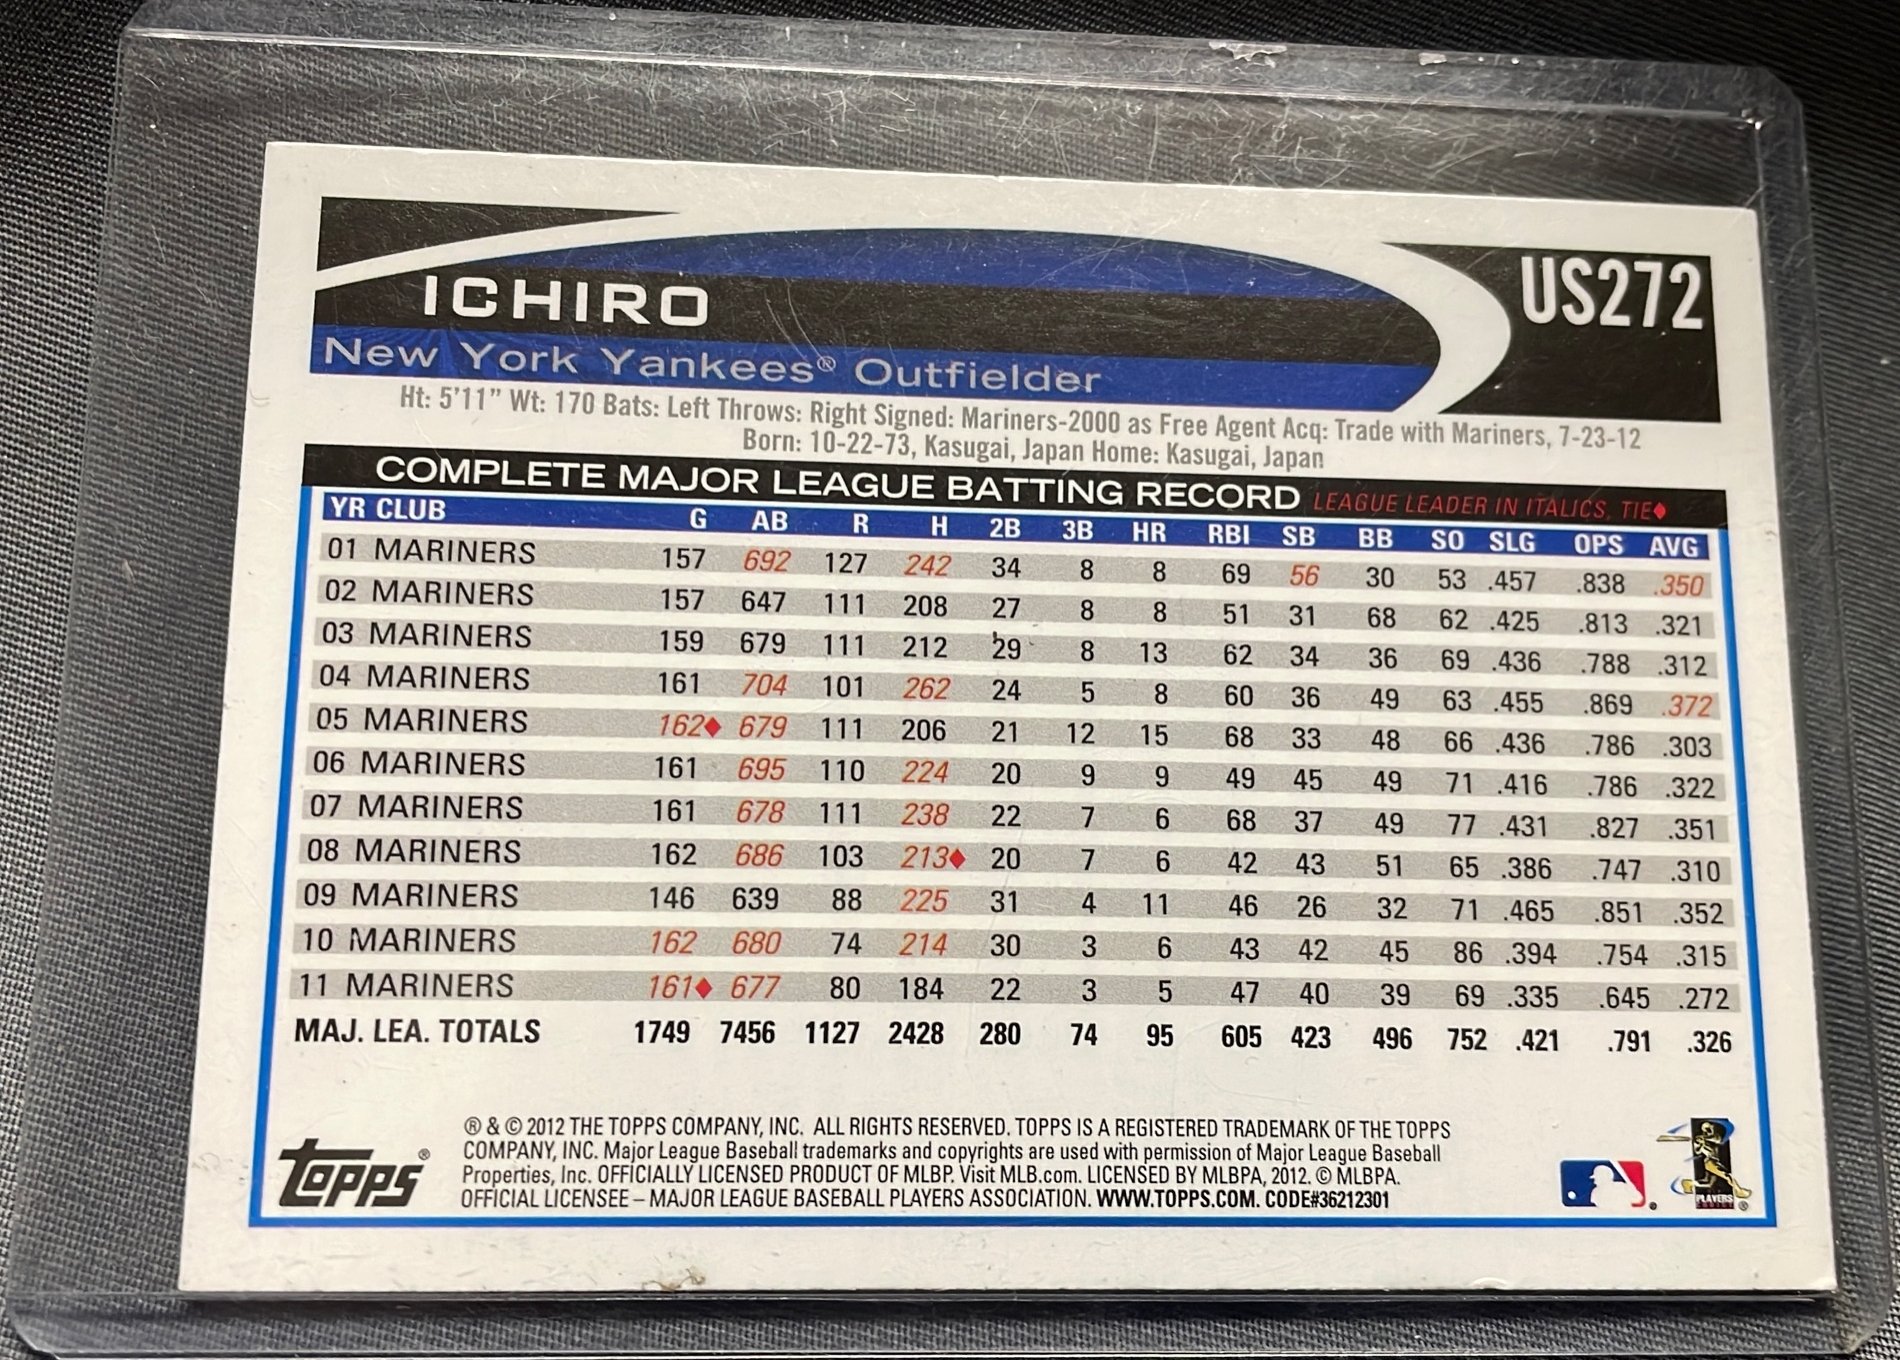 ICHIRO
US272
New York Yankees® Outfielder
Ht: 5'11" Wt: 170 Bats: Left Throws: Right Signed: Mariners-2000 as Free Agent Acq: Trade with Mariners, 7-23-12
Born: 10-22-73, Kasugai, Japan Home: Kasugai, Japan
COMPLETE MAJOR LEAGUE BATTING RECORD LEAGUE LEADER IN ITALICS, TIE♦
YR CLUB G AB R H 2B 3B HR RBI SB BB SO SLG OPS AVG
01 MARINERS 157 692 127 242 34 8 8 69 56 30 53 .457 .838 .350
02 MARINERS 157 647 111 208 27 8 8 51 31 68 62 .425 .813 .321
03 MARINERS 159 679 111 212 29 8 13 62 34 36 69 .436 .788 .312
04 MARINERS 161 704 101 262 24 5 8 60 36 49 63 .455 .869 .372
05 MARINERS 162♦ 679 111 206 21 12 15 68 33 48 66 .436 .786 .303
06 MARINERS 161 695 110 224 20 9 9 49 45 49 71 .416 .786 .322
07 MARINERS 161 678 111 238 22 7 6 68 37 49 77 .431 .827 .351
08 MARINERS 162 686 103 213♦ 20 7 6 42 43 51 65 .386 .747 .310
09 MARINERS 146 639 88 225 31 4 11 46 26 32 71 .465 .851 .352
10 MARINERS 162 680 74 214 30 3 6 43 42 45 86 .394 .754 .315
11 MARINERS 161♦ 677 80 184 22 3 5 47 40 39 69 .335 .645 .272
MAJ. LEA. TOTALS 1749 7456 1127 2428 280 74 95 605 423 496 752 .421 .791 .326
topps®
® & © 2012 THE TOPPS COMPANY, INC. ALL RIGHTS RESERVED. TOPPS IS A REGISTERED TRADEMARK OF THE TOPPS
COMPANY, INC. Major League Baseball trademarks and copyrights are used with permission of Major League Baseball
Properties, Inc. OFFICIALLY LICENSED PRODUCT OF MLBP. Visit MLB.com. LICENSED BY MLBPA, 2012. © MLBPA.
OFFICIAL LICENSEE – MAJOR LEAGUE BASEBALL PLAYERS ASSOCIATION. WWW.TOPPS.COM. CODE#36212301
PLAYERS